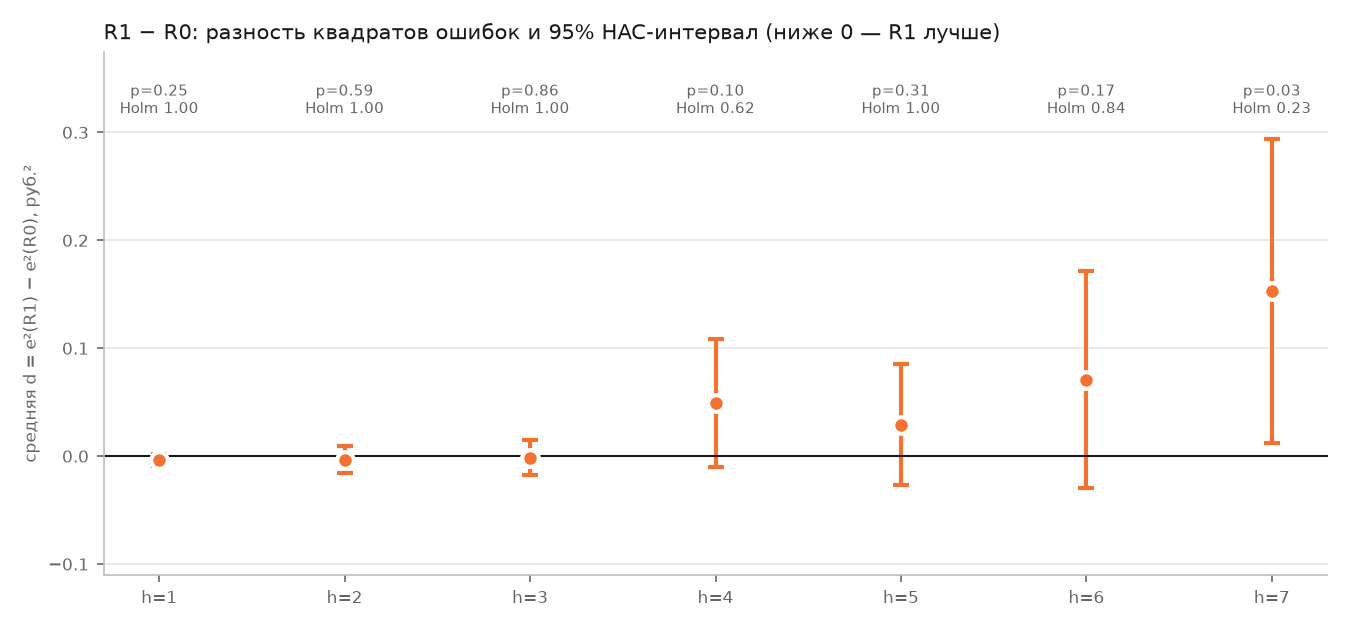 R1 − R0: разность квадратов ошибок и 95% HAC-интервал (ниже 0 — R1 лучше)
p=0.25 p=0.59 p=0.86 p=0.10 p=0.31 p=0.17 p=0.03
Holm 1.00 Holm 1.00 Holm 1.00 Holm 0.62 Holm 1.00 Holm 0.84 Holm 0.23
средняя d = e²(R1) − e²(R0), руб.²
0.3
0.2
0.1
0.0
−0.1
h=1 h=2 h=3 h=4 h=5 h=6 h=7